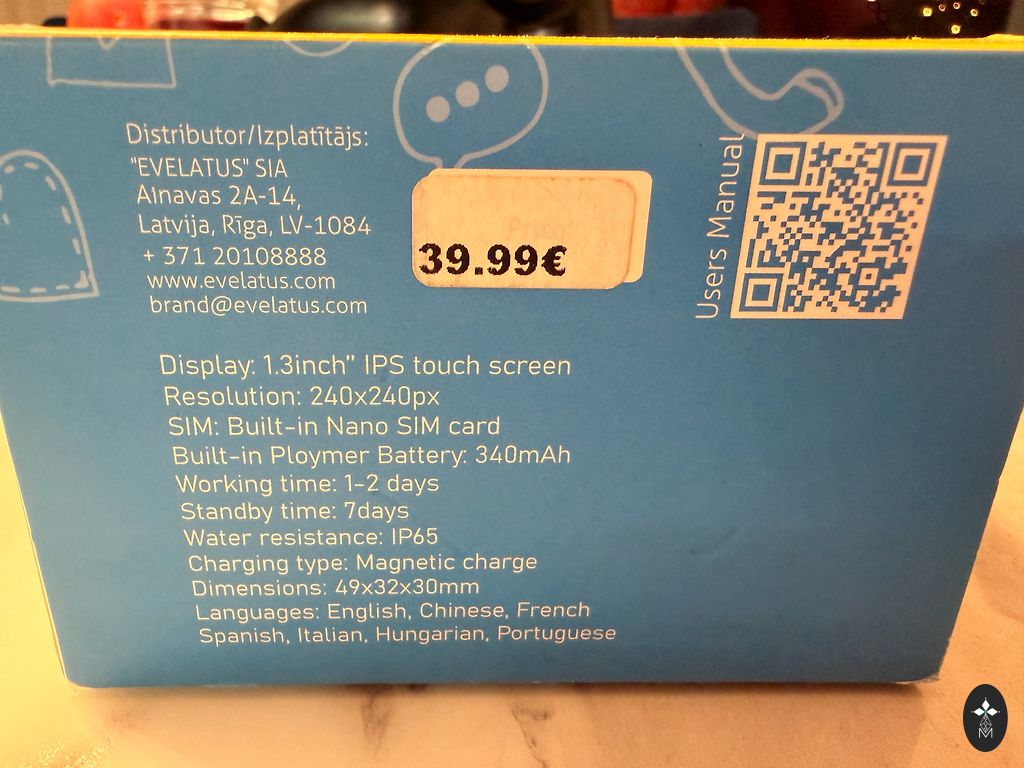 Distributor/Izplatītājs:
"EVELATUS" SIA
Ainavas 2A-14,
Latvija, Rīga, LV-1084
+ 371 20108888
www.evelatus.com
brand@evelatus.com
39.99€
Users Manual
Display: 1.3inch” IPS touch screen
Resolution: 240x240px
SIM: Built-in Nano SIM card
Built-in Ploymer Battery: 340mAh
Working time: 1-2 days
Standby time: 7days
Water resistance: IP65
Charging type: Magnetic charge
Dimensions: 49x32x30mm
Languages: English, Chinese, French
Spanish, Italian, Hungarian, Portuguese